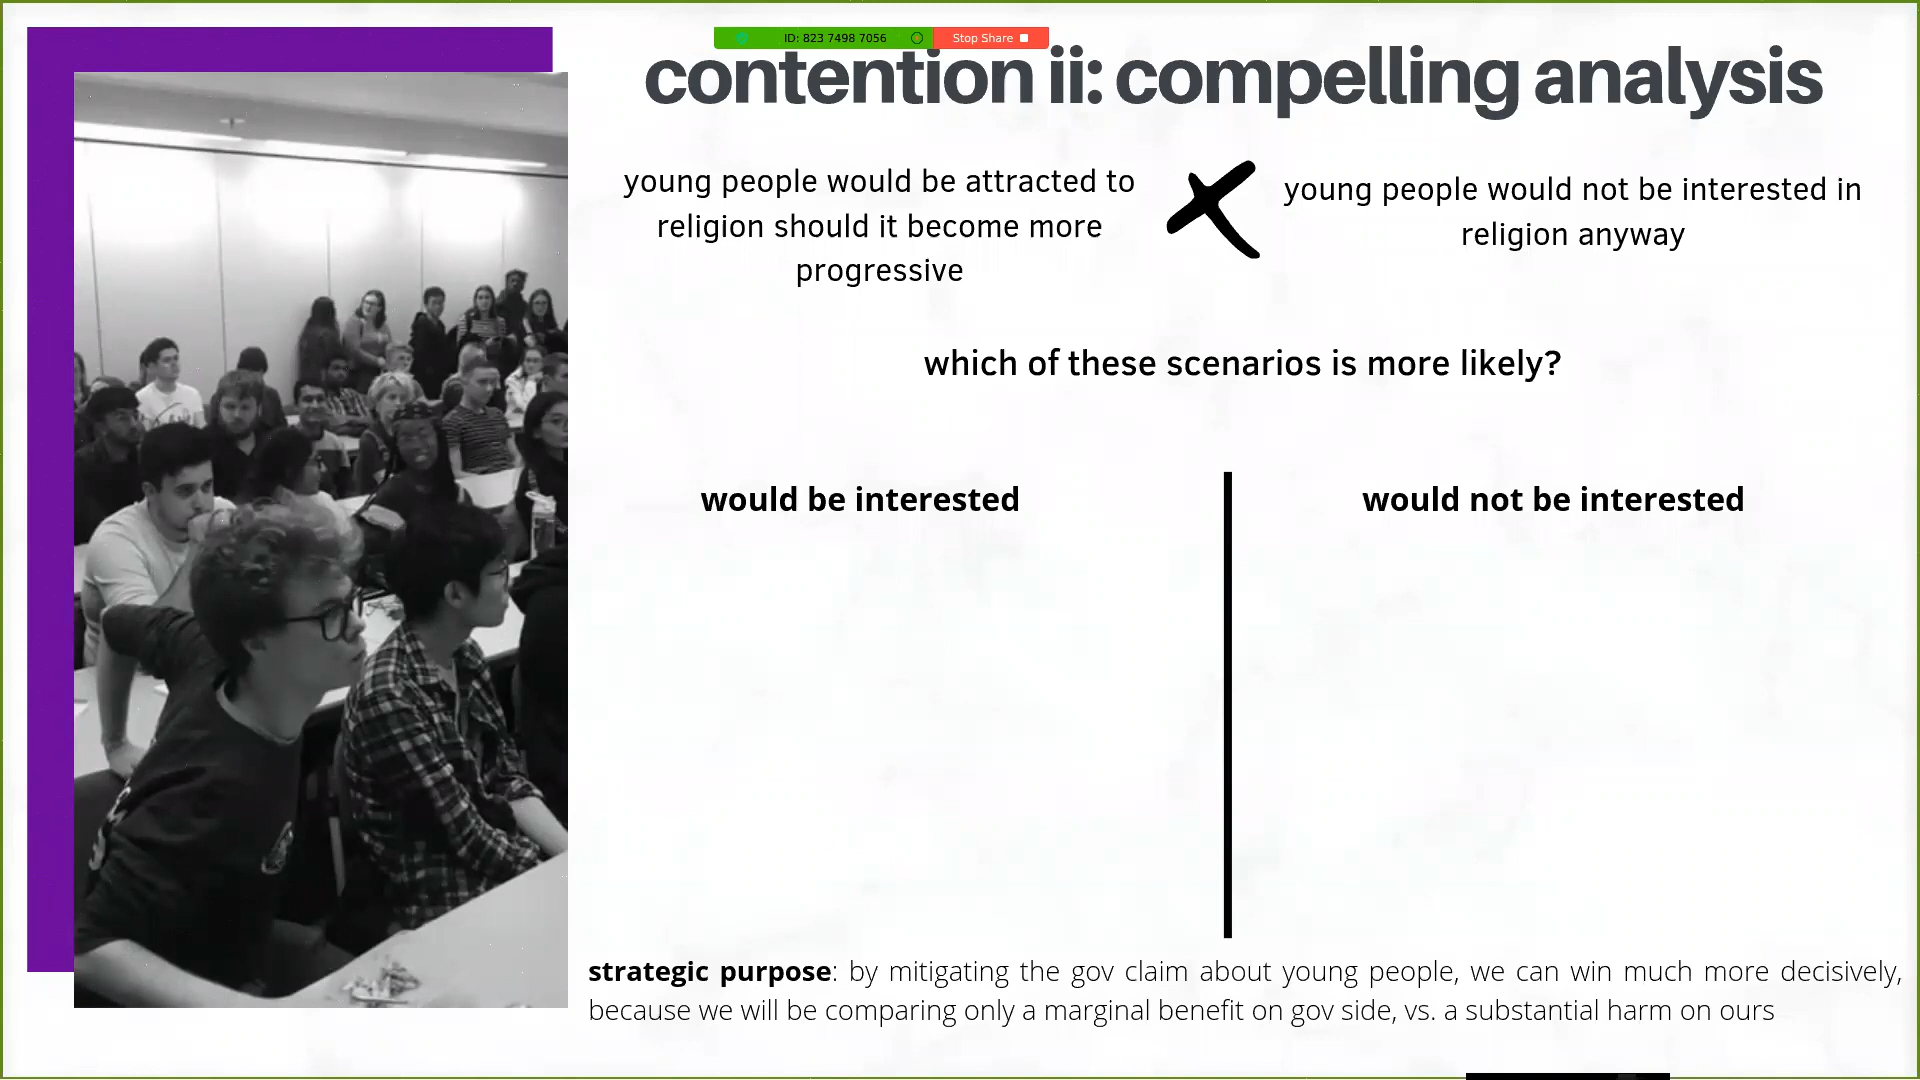 ID: 823 7498 7056
Stop Share
contention ii: compelling analysis
young people would be attracted to
religion should it become more
progressive
young people would not be interested in
religion anyway
which of these scenarios is more likely?
would be interested
would not be interested
strategic purpose: by mitigating the gov claim about young people, we can win much more decisively,
because we will be comparing only a marginal benefit on gov side, vs. a substantial harm on ours